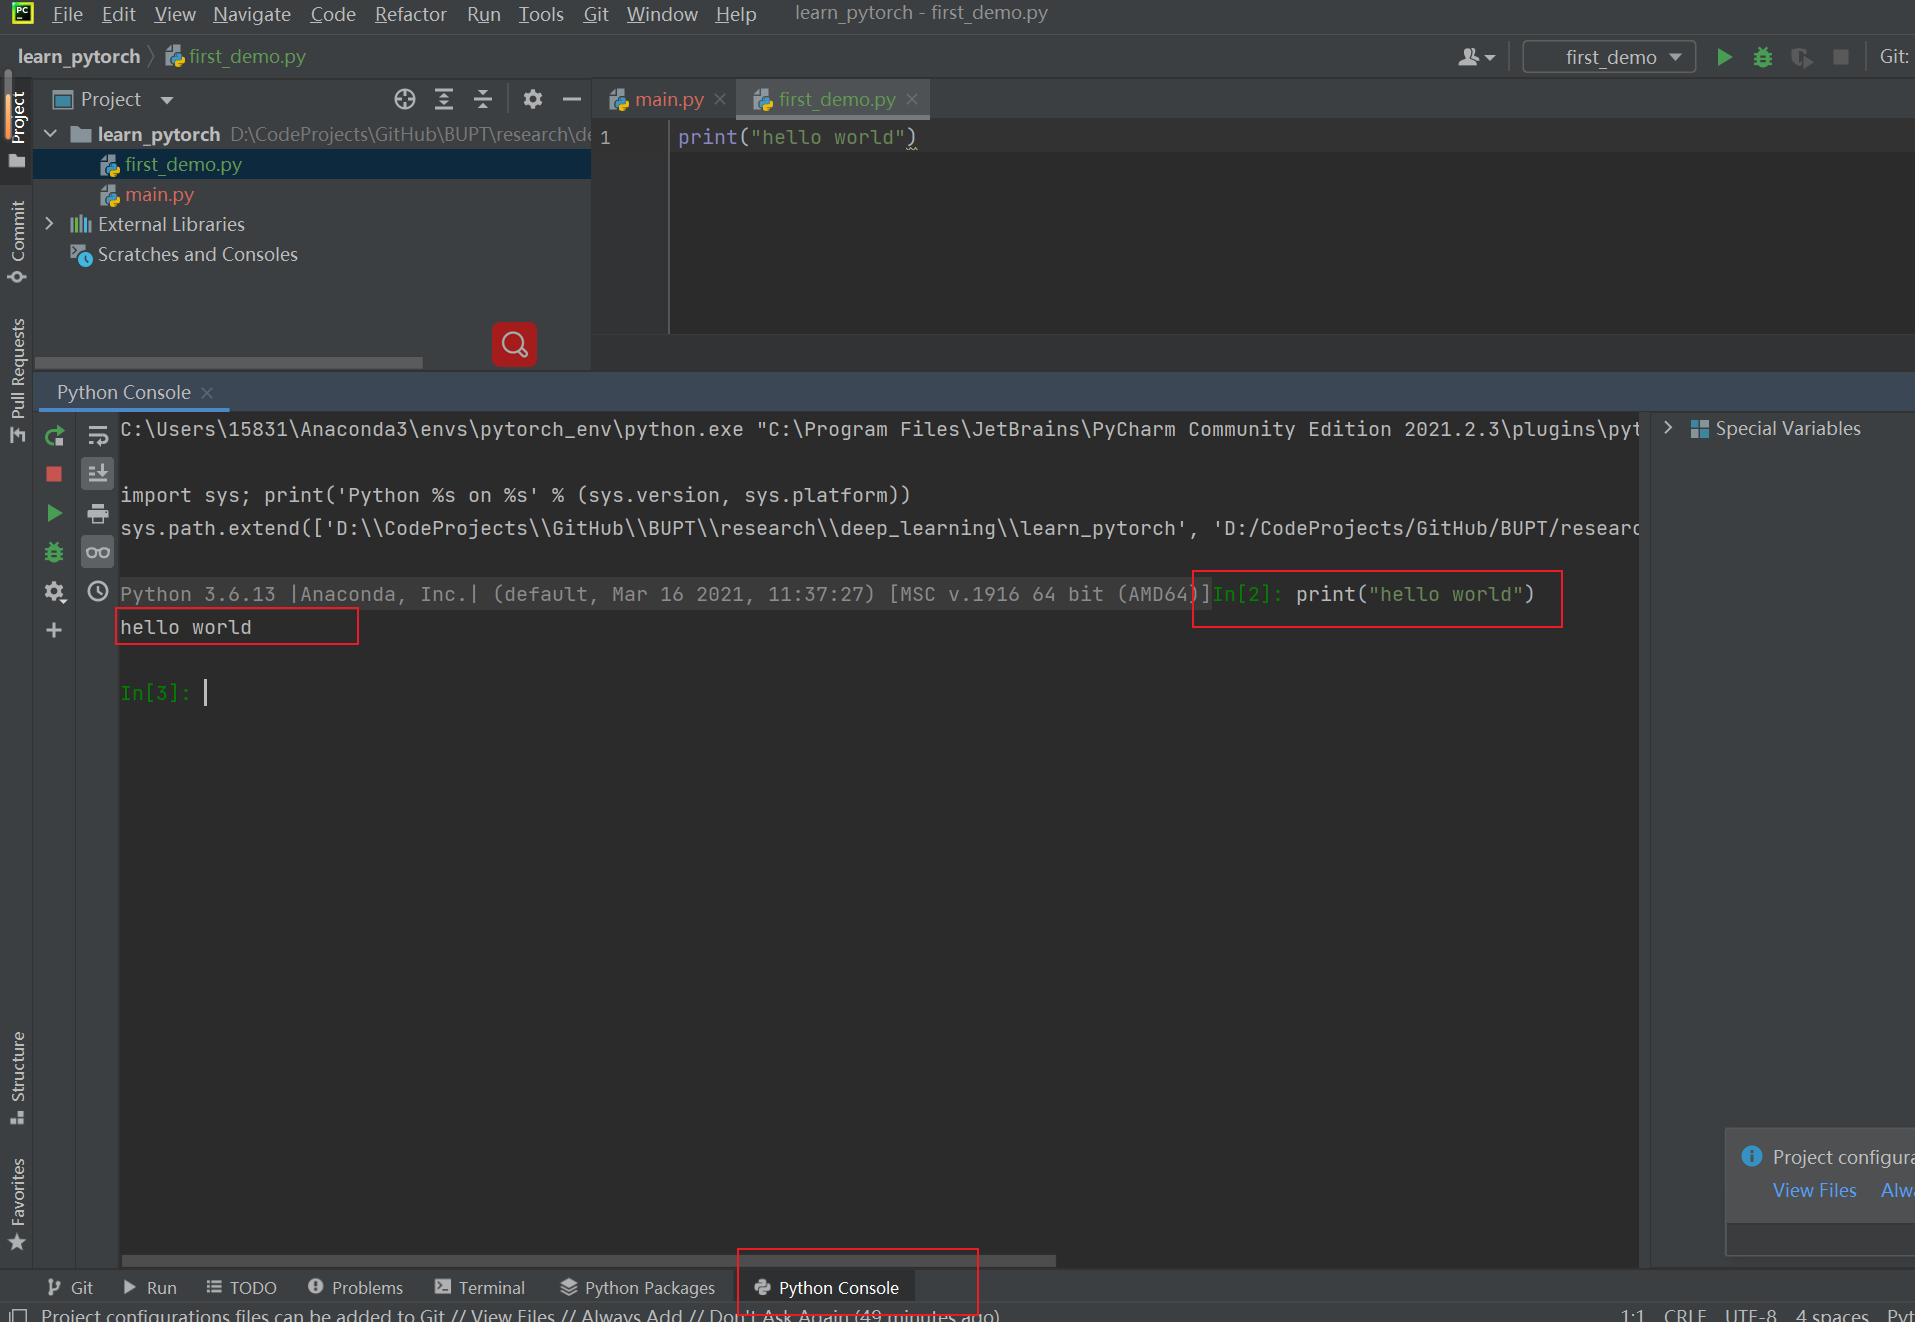 File Edit View Navigate Code Refactor Run Tools Git Window Help learn_pytorch - first_demo.py
learn_pytorch first_demo.py first_demo Git:
Project
main.py first_demo.py
learn_pytorch D:\CodeProjects\GitHub\BUPT\research\de
first_demo.py
main.py
External Libraries
Scratches and Consoles
1 print("hello world")
Project
Commit
Pull Requests
Structure
Favorites
Python Console
C:\Users\15831\Anaconda3\envs\pytorch_env\python.exe "C:\Program Files\JetBrains\PyCharm Community Edition 2021.2.3\plugins\pyt
import sys; print('Python %s on %s' % (sys.version, sys.platform))
sys.path.extend(['D:\\CodeProjects\\GitHub\\BUPT\\research\\deep_learning\\learn_pytorch', 'D:/CodeProjects/GitHub/BUPT/researc
Python 3.6.13 |Anaconda, Inc.| (default, Mar 16 2021, 11:37:27) [MSC v.1916 64 bit (AMD64)]In[2]: print("hello world")
hello world
In[3]:
Special Variables
Project configura
View Files Alwa
Git Run TODO Problems Terminal Python Packages Python Console
Project configurations files can be added to Git // View Files // Always Add // Don't Ask Again (49 minutes ago) 1:1 CRLF UTF-8 4 spaces Pyt